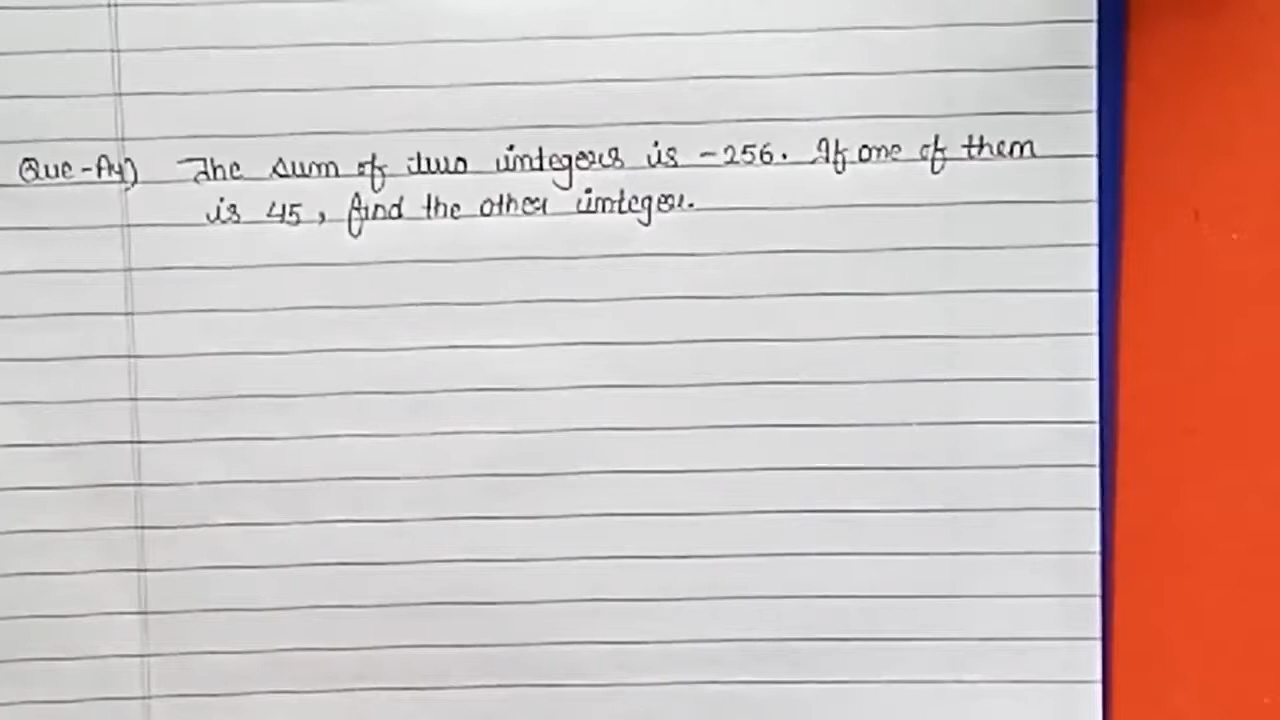 Que-A4) The sum of two integers is -256. If one of them
is 45, find the other integer.